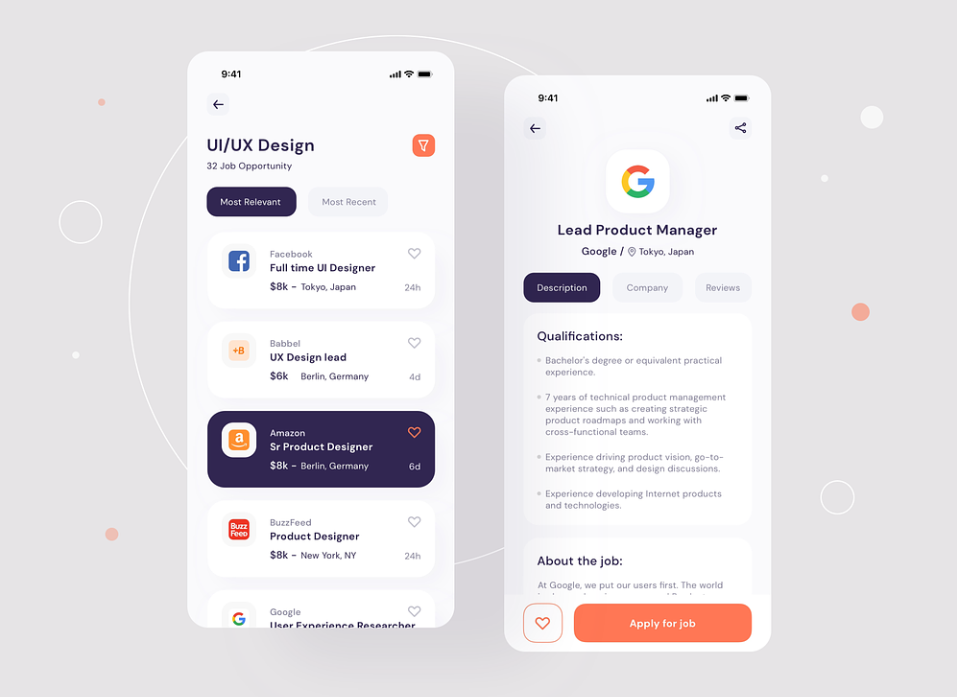 9:41
UI/UX Design
32 Job Opportunity
Most Relevant
Most Recent
Facebook
Full time UI Designer
$8k - Tokyo, Japan
24h
+B
Babbel
UX Design lead
$6k Berlin, Germany
4d
a
Amazon
Sr Product Designer
$8k - Berlin, Germany
6d
Buzz
Feed
BuzzFeed
Product Designer
$8k - New York, NY
24h
Google
User Experience Researcher
9:41
Lead Product Manager
Google / Tokyo, Japan
Description
Company
Reviews
Qualifications:
Bachelor's degree or equivalent practical
experience.
7 years of technical product management
experience such as creating strategic
product roadmaps and working with
cross-functional teams.
Experience driving product vision, go-to-
market strategy, and design discussions.
Experience developing Internet products
and technologies.
About the job:
At Google, we put our users first. The world
Apply for job